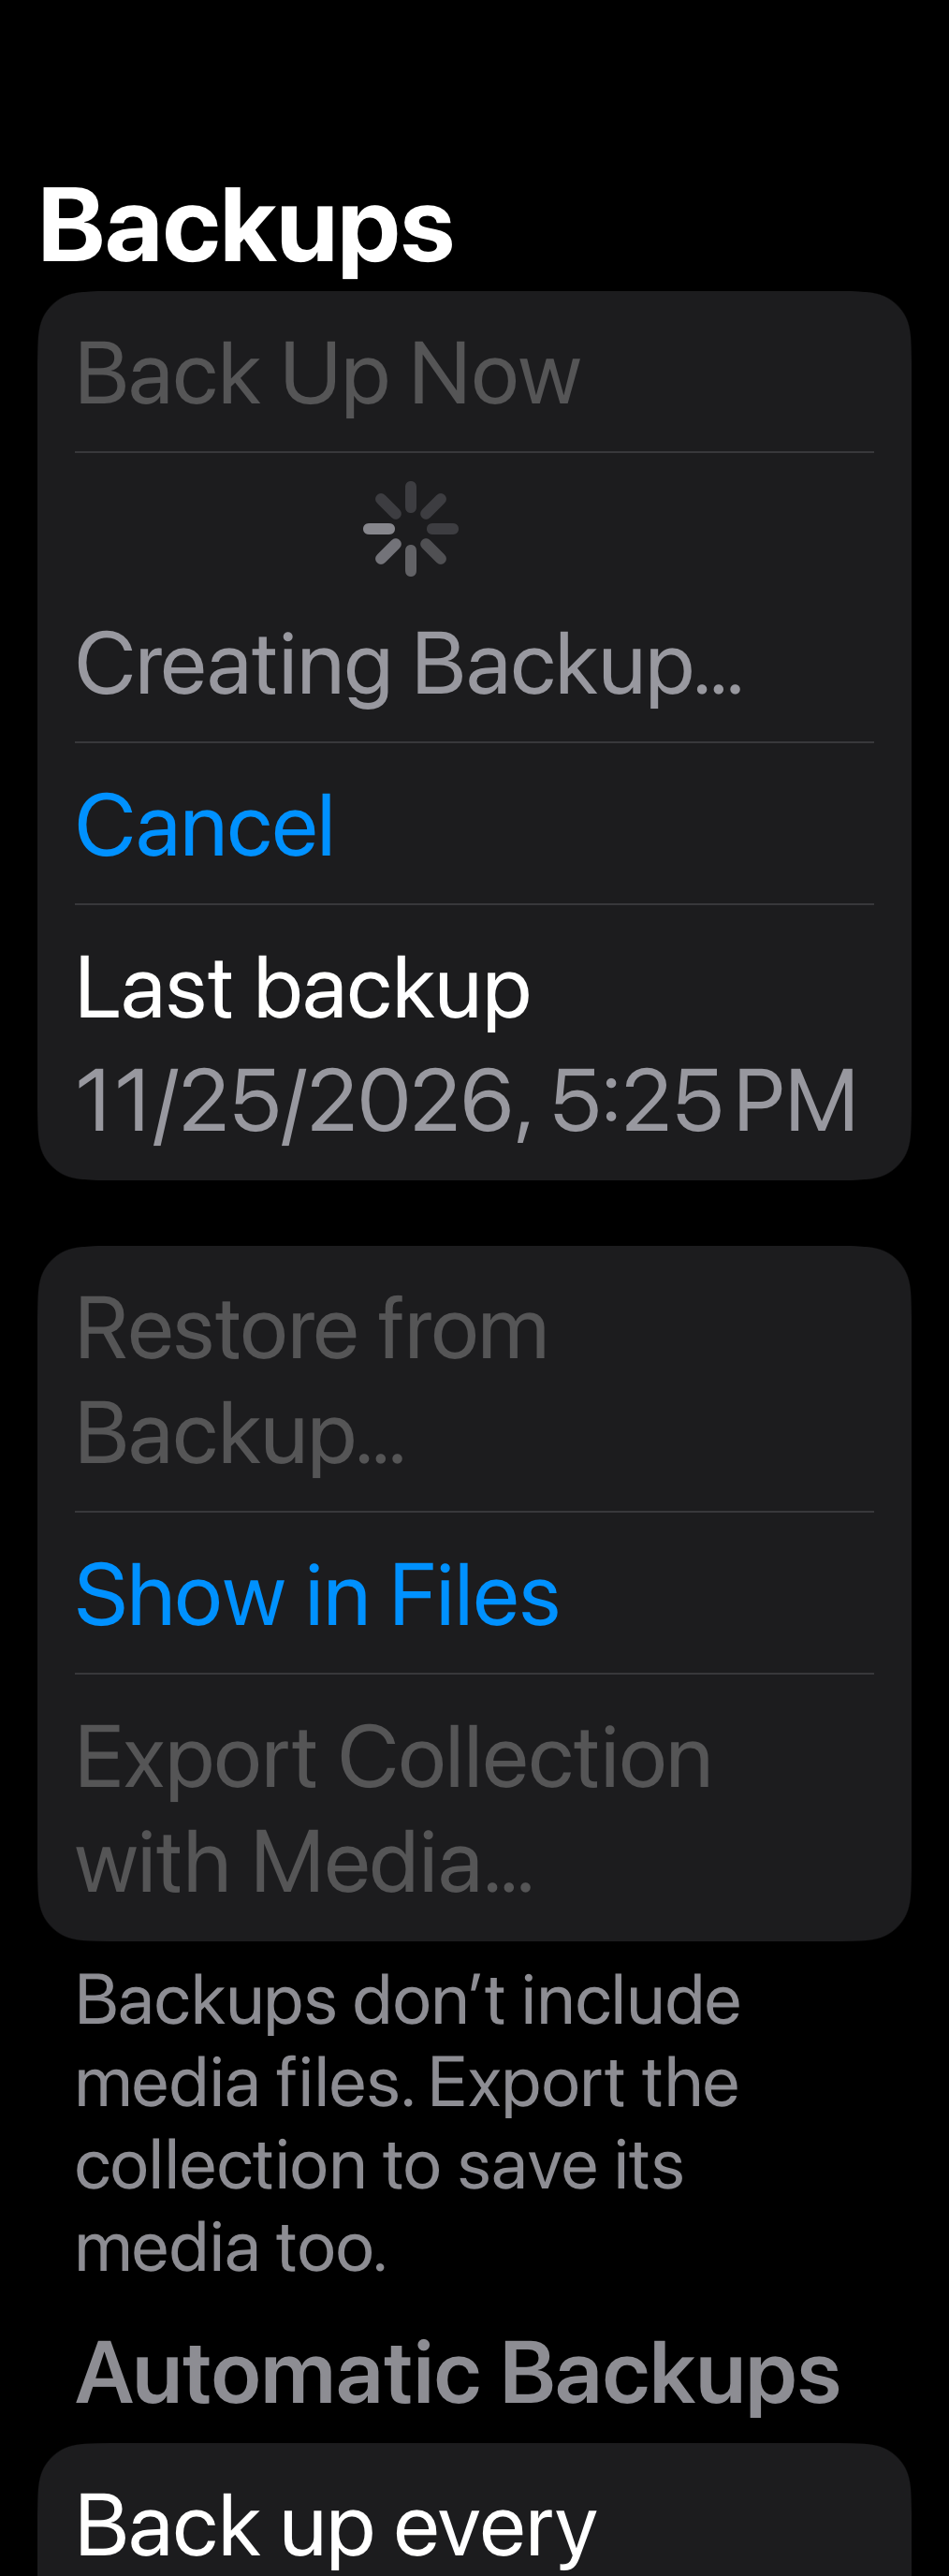 Backups
Back Up Now
Creating Backup...
Cancel
Last backup
11/25/2026, 5:25 PM
Restore from
Backup...
Show in Files
Export Collection
with Media...
Backups don’t include
media files. Export the
collection to save its
media too.
Automatic Backups
Back up every